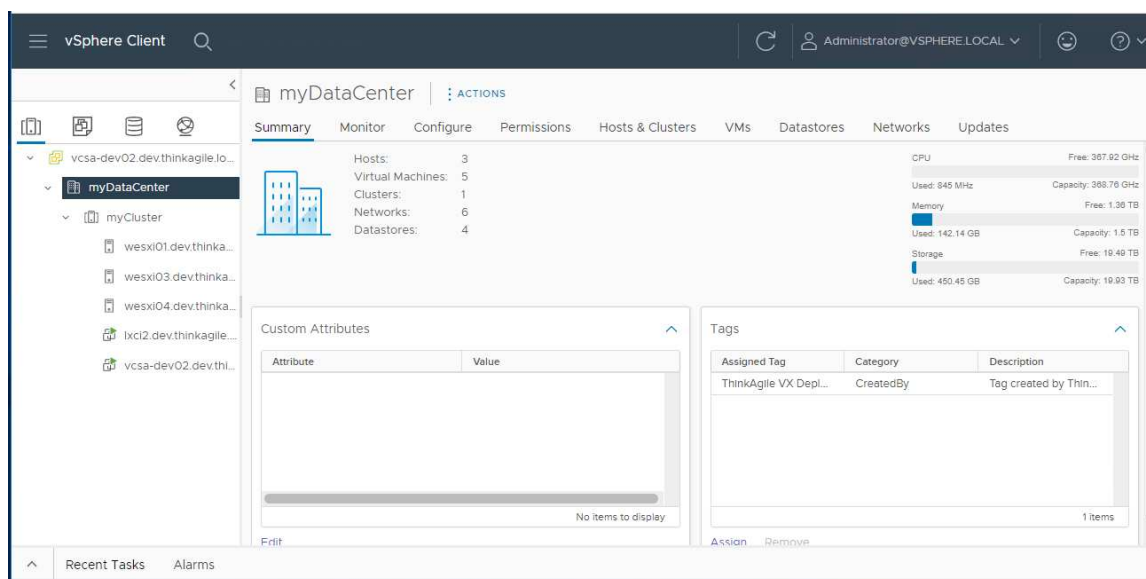 vSphere Client
Administrator@VSPHERE.LOCAL
myDataCenter
ACTIONS
Summary Monitor Configure Permissions Hosts & Clusters VMs Datastores Networks Updates
vcsa-dev02.dev.thinkagile.lo...
myDataCenter
myCluster
wesxi01.dev.thinka...
wesxi03.dev.thinka...
wesxi04.dev.thinka...
lxci2.dev.thinkagile....
vcsa-dev02.dev.thi...
Hosts: 3
Virtual Machines: 5
Clusters: 1
Networks: 6
Datastores: 4
CPU Free: 367.92 GHz
Used: 845 MHz Capacity: 368.76 GHz
Memory Free: 1.36 TB
Used: 142.14 GB Capacity: 1.5 TB
Storage Free: 19.49 TB
Used: 450.45 GB Capacity: 19.93 TB
Custom Attributes
Attribute Value
No items to display
Edit
Tags
Assigned Tag Category Description
ThinkAgile VX Depl... CreatedBy Tag created by Thin...
1 items
Assign Remove
Recent Tasks Alarms